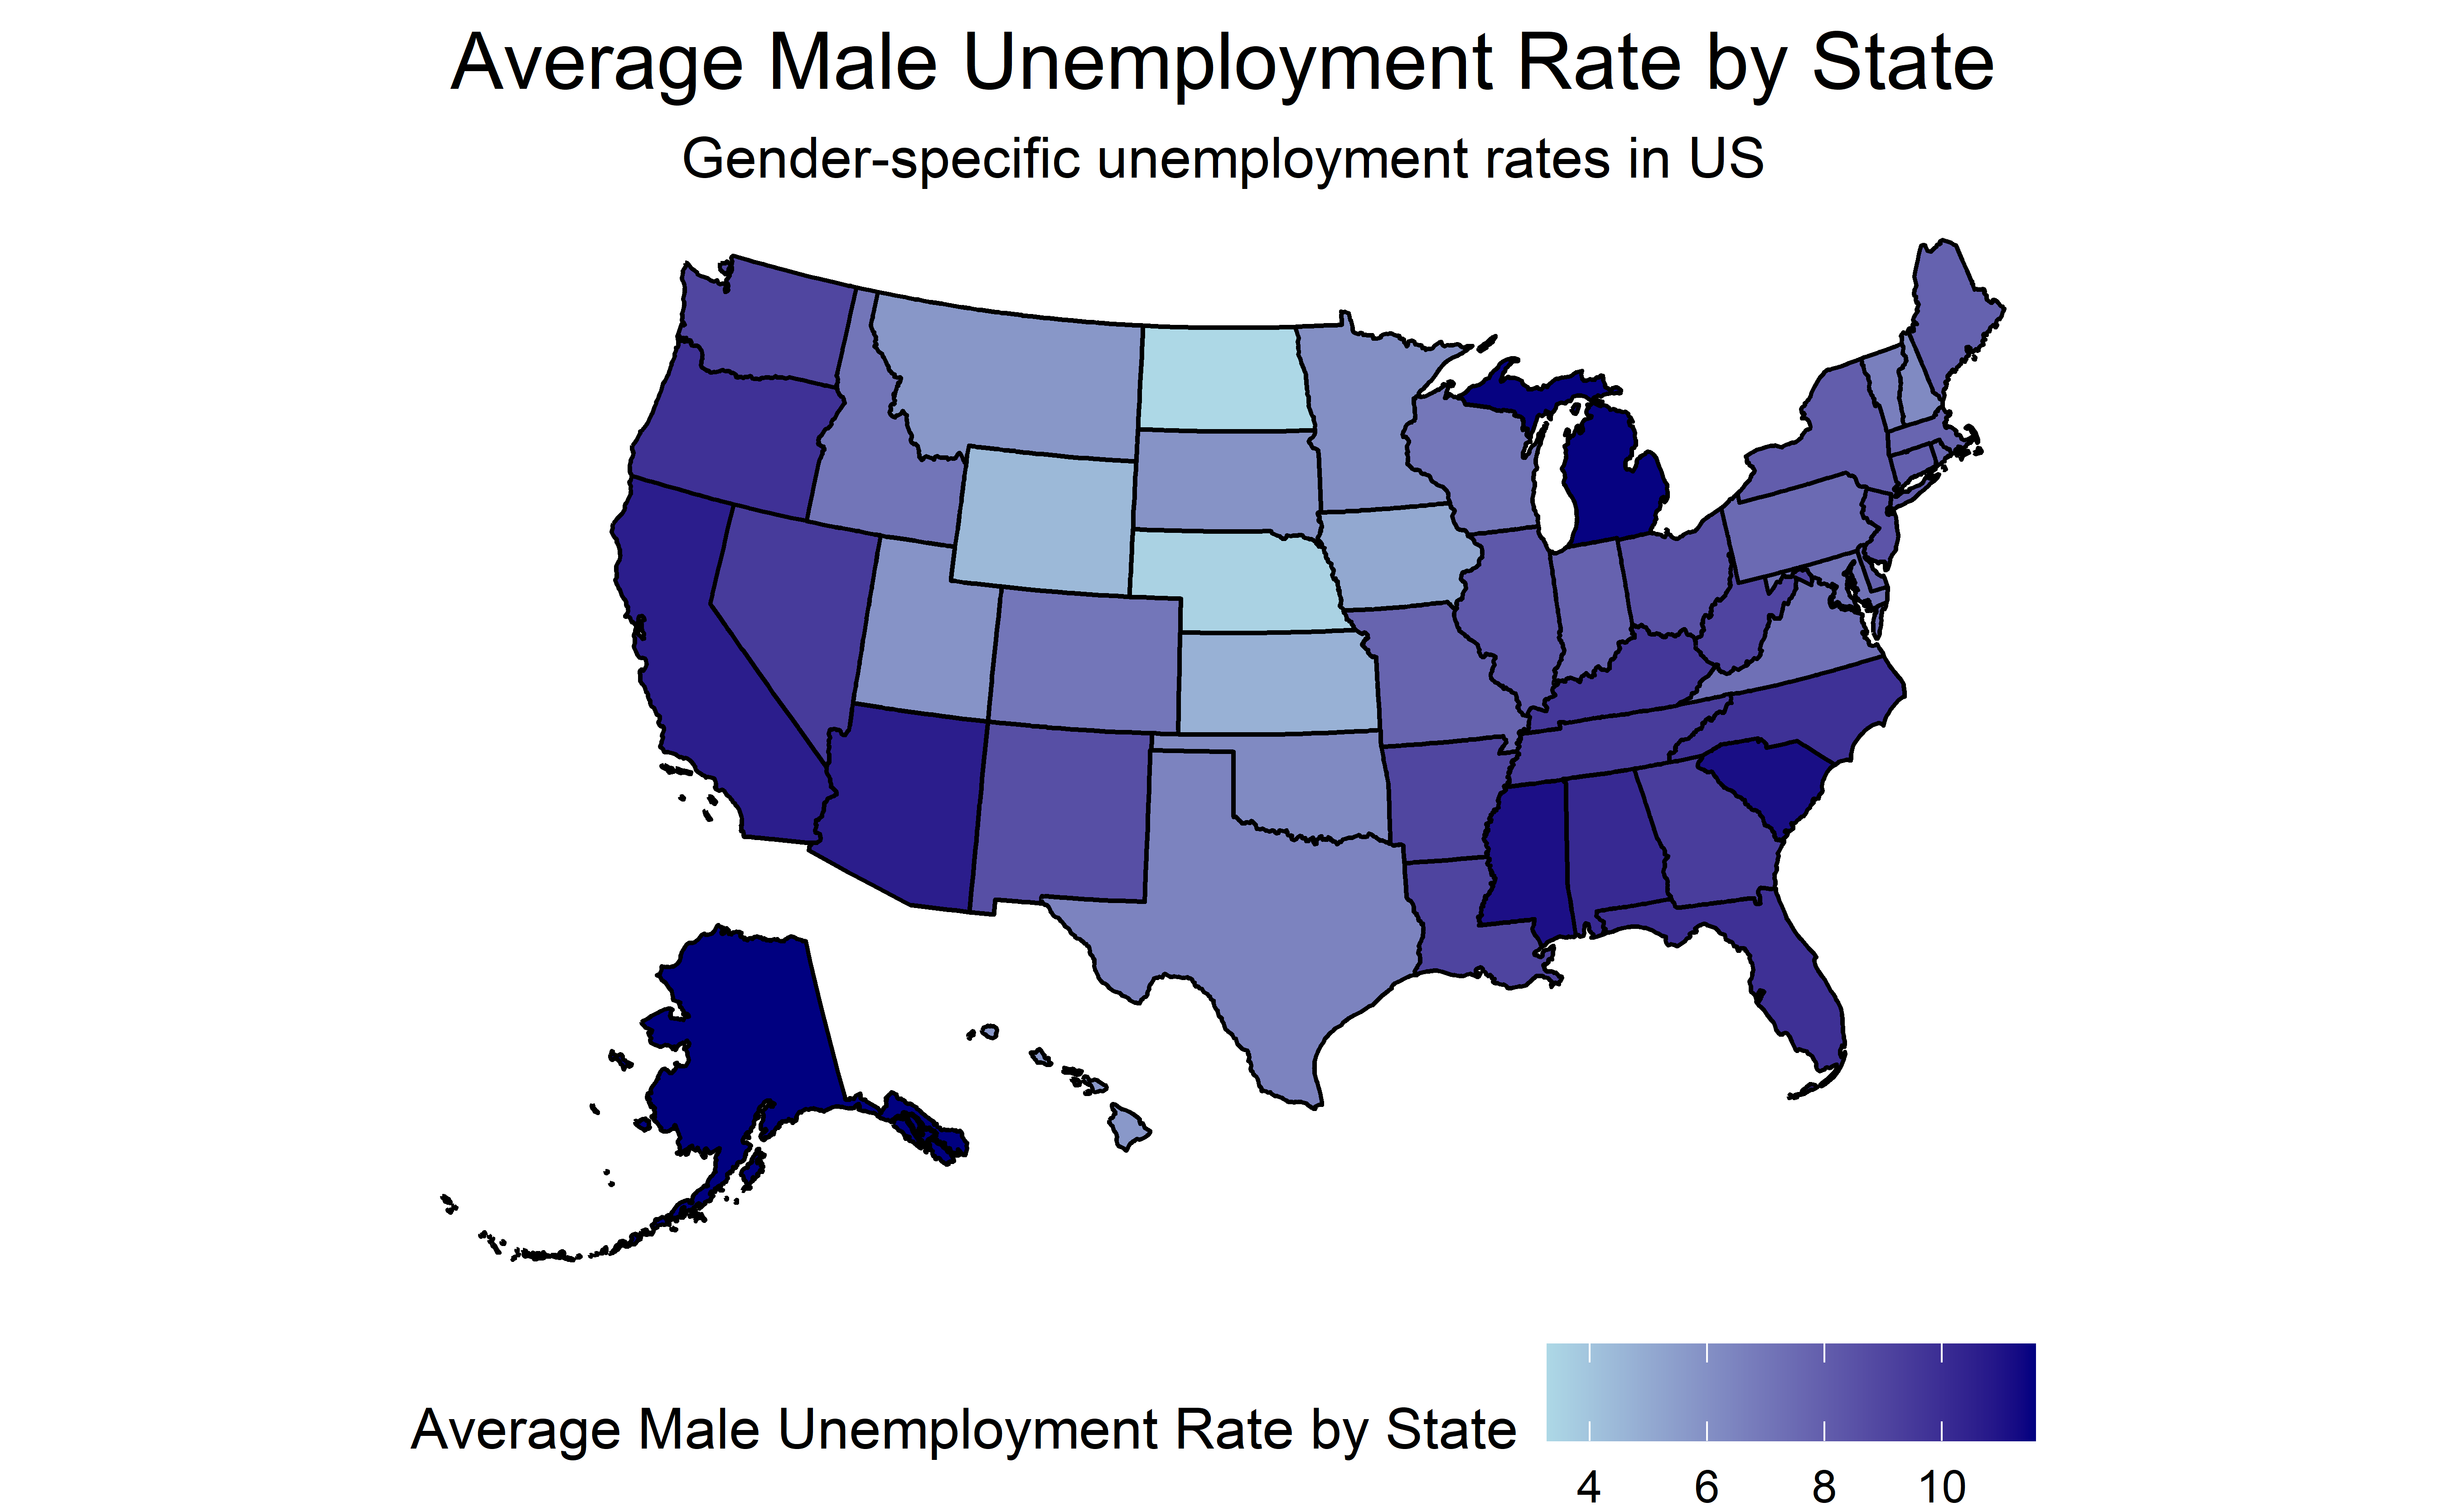 Average Male Unemployment Rate by State
Gender-specific unemployment rates in US
Average Male Unemployment Rate by State
4 6 8 10